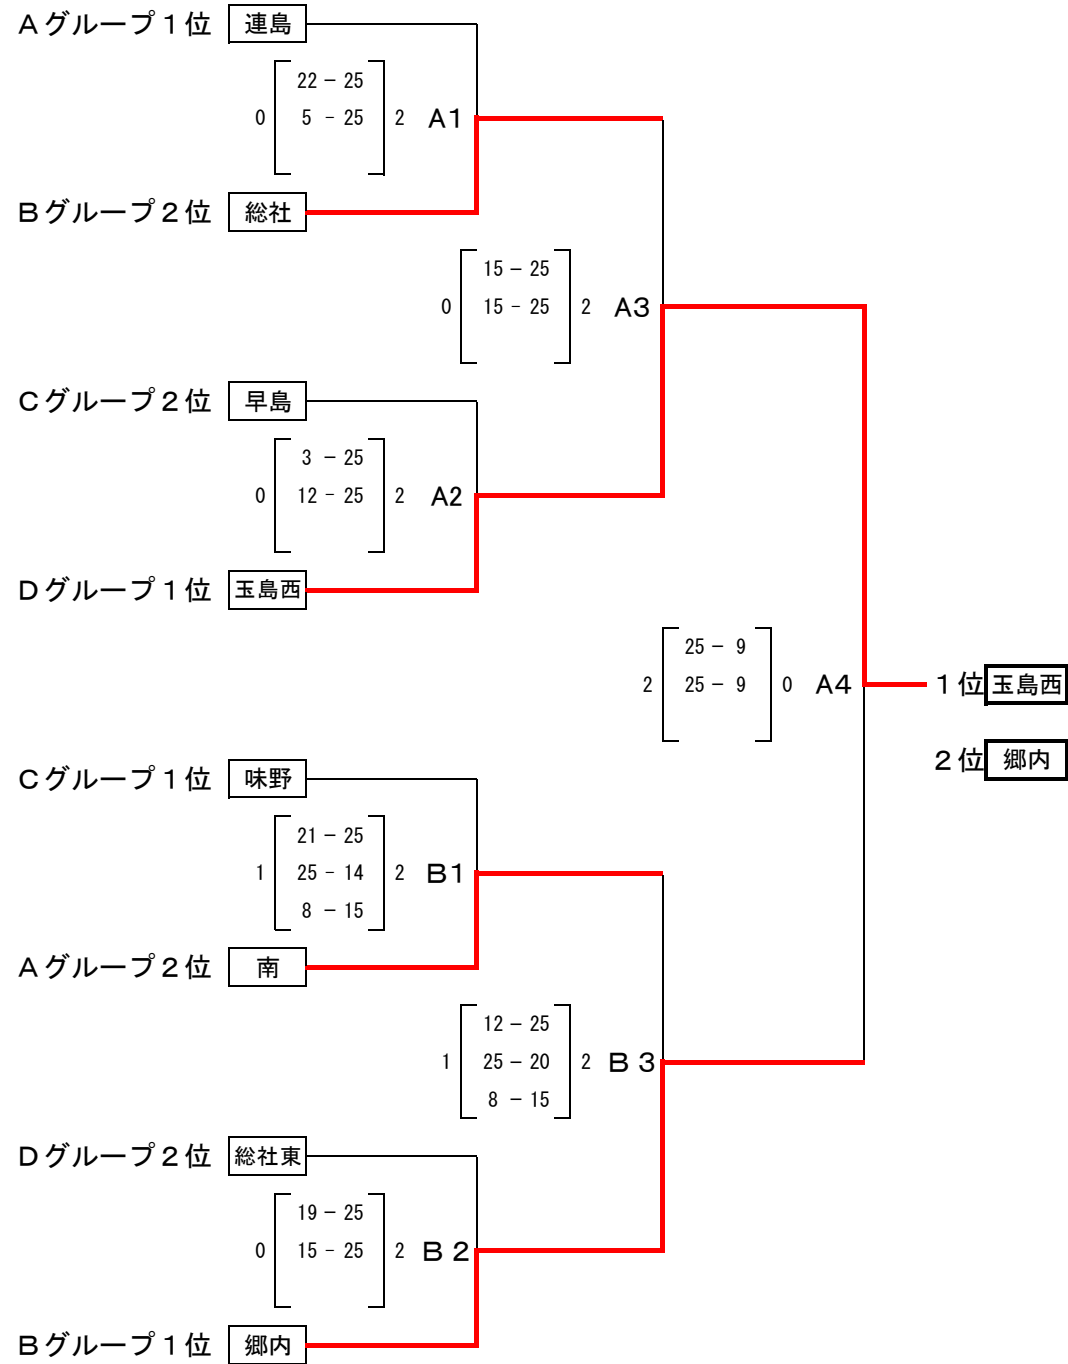 Ａグループ１位 連島
22 － 25
0 5 － 25 2 Ａ1
Ｂグループ２位 総社
15 － 25
0 15 － 25 2 Ａ3
Ｃグループ２位 早島
3 － 25
0 12 － 25 2 Ａ2
Ｄグループ１位 玉島西
25 － 9
2 25 － 9 0 Ａ4
１位 玉島西
２位 郷内
Ｃグループ１位 味野
21 － 25
1 25 － 14 2 Ｂ1
8 － 15
Ａグループ２位 南
12 － 25
1 25 － 20 2 Ｂ３
8 － 15
Ｄグループ２位 総社東
19 － 25
0 15 － 25 2 Ｂ２
Ｂグループ１位 郷内